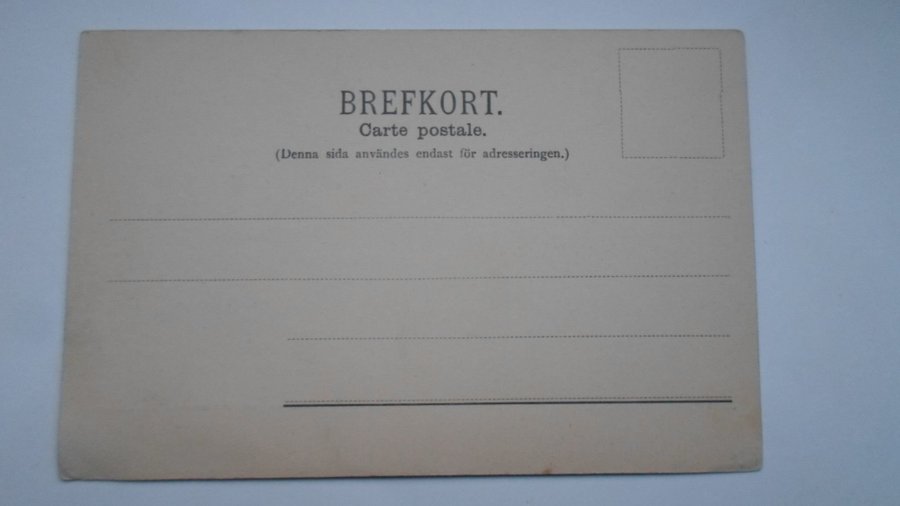 BREFKORT.
Carte postale.
(Denna sida användes endast för adresseringen.)